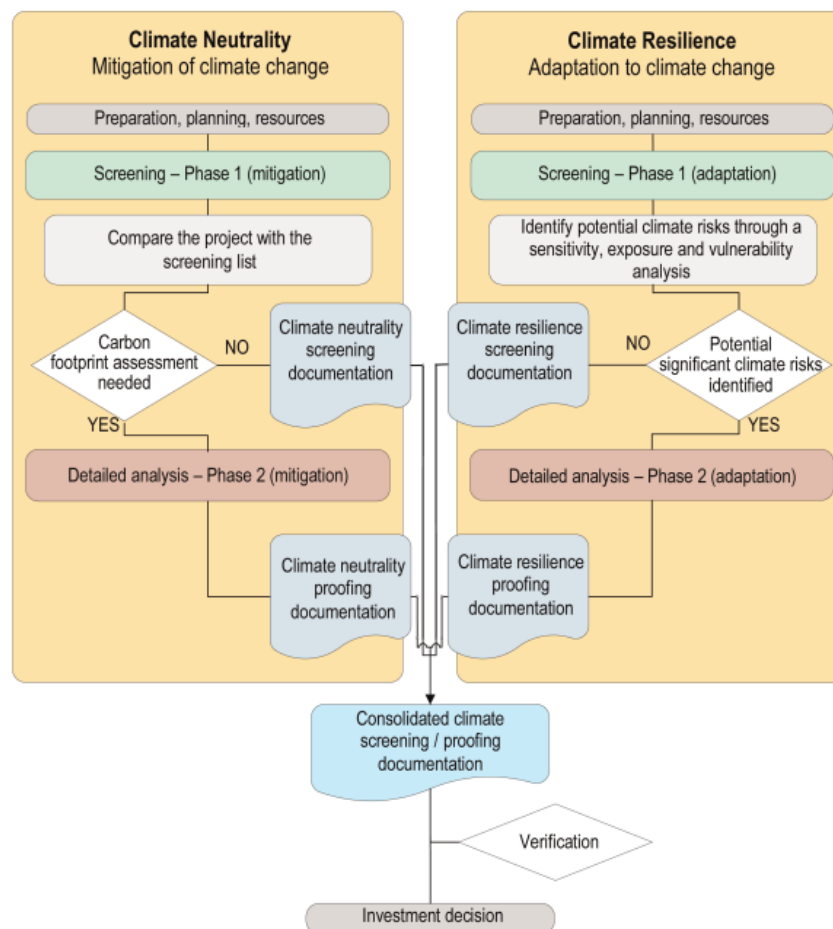 Climate Neutrality
Mitigation of climate change
Preparation, planning, resources
Screening – Phase 1 (mitigation)
Compare the project with the
screening list
Carbon
footprint assessment
needed
NO
YES
Climate neutrality
screening
documentation
Detailed analysis – Phase 2 (mitigation)
Climate neutrality
proofing
documentation
Climate Resilience
Adaptation to climate change
Preparation, planning, resources
Screening – Phase 1 (adaptation)
Identify potential climate risks through a
sensitivity, exposure and vulnerability
analysis
Potential
significant climate risks
identified
NO
YES
Climate resilience
screening
documentation
Detailed analysis – Phase 2 (adaptation)
Climate resilience
proofing
documentation
Consolidated climate
screening / proofing
documentation
Verification
Investment decision